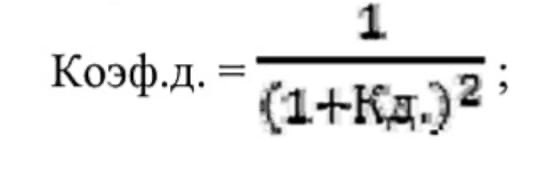 Коэф.д. = 1 / (1+Кд.)² ;